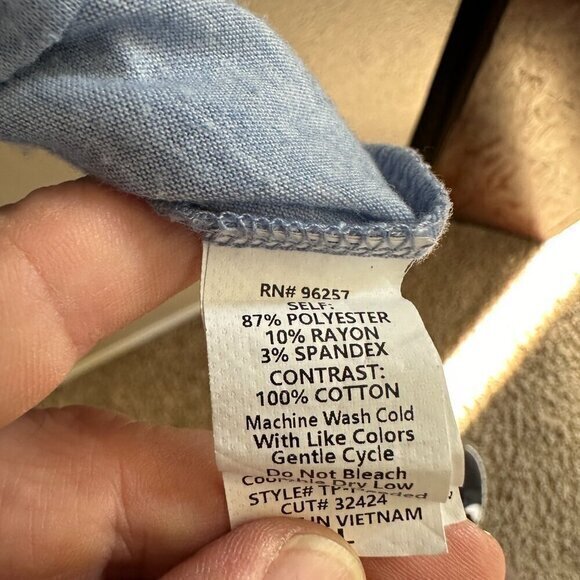 RN# 96257
SELF:
87% POLYESTER
10% RAYON
3% SPANDEX
CONTRAST:
100% COTTON
Machine Wash Cold
With Like Colors
Gentle Cycle
Do Not Bleach
Dry Low
STYLE#
CUT# 32424
IN VIETNAM
L